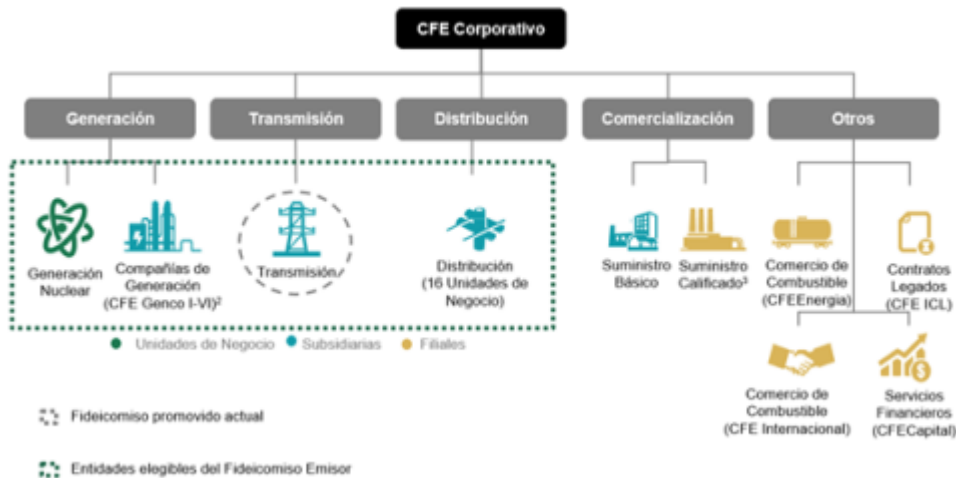 CFE Corporativo
Generación
Transmisión
Distribución
Comercialización
Otros
Generación
Nuclear
Compañías de
Generación
(CFE Genco I-VI)²
Transmisión
Distribución
(16 Unidades de
Negocio)
Suministro
Básico
Suministro
Calificado³
Comercio de
Combustible
(CFEEnergia)
Contratos
Legados
(CFE ICL)
Unidades de Negocio
Subsidiarias
Filiales
Comercio de
Combustible
(CFE Internacional)
Servicios
Financieros
(CFECapital)
Fideicomiso promovido actual
Entidades elegibles del Fideicomiso Emisor